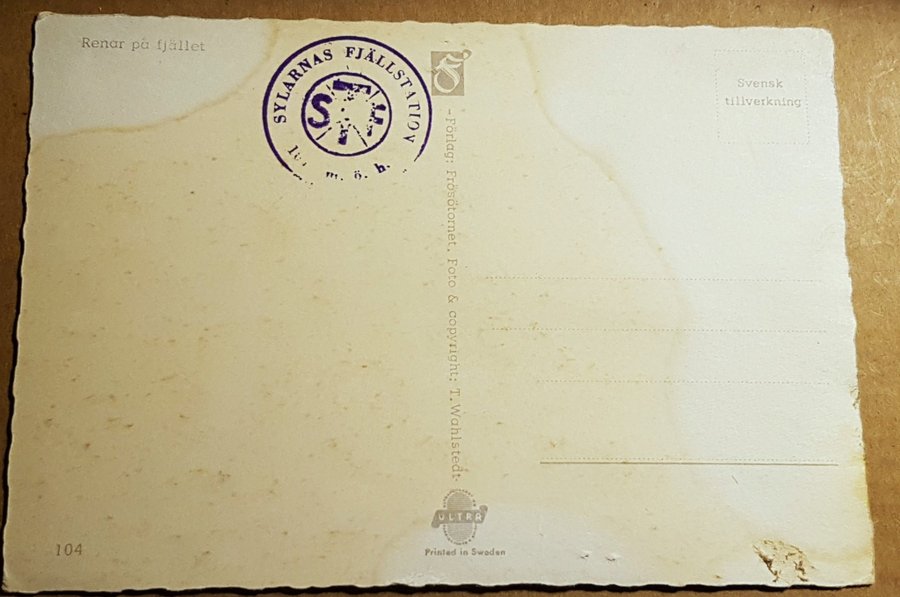 Renar på fjället
SYLARNAS FJÄLLSTATION
STF
m. ö. h.
Svensk
tillverkning
Förlag: Frösötornet. Foto & copyright: T. Wahlstedt
ULTRA
Printed in Sweden
104